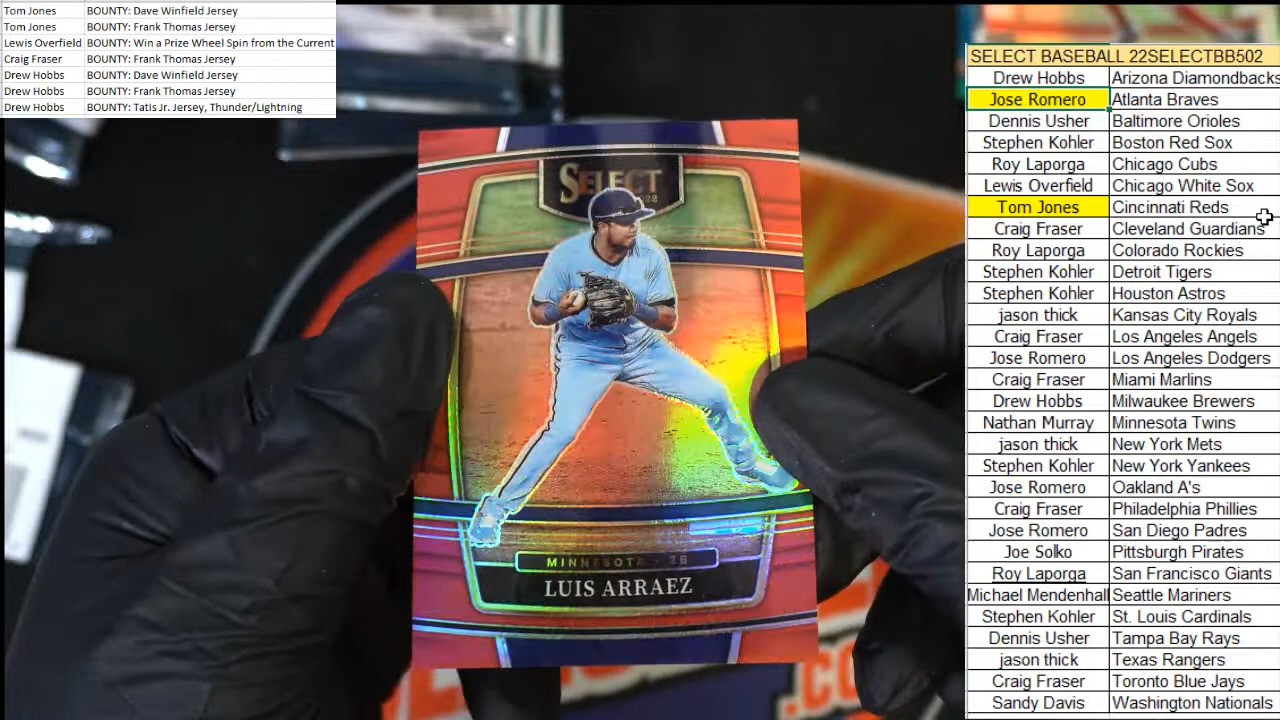 Tom Jones BOUNTY: Dave Winfield Jersey
Tom Jones BOUNTY: Frank Thomas Jersey
Lewis Overfield BOUNTY: Win a Prize Wheel Spin from the Current
Craig Fraser BOUNTY: Frank Thomas Jersey
Drew Hobbs BOUNTY: Dave Winfield Jersey
Drew Hobbs BOUNTY: Frank Thomas Jersey
Drew Hobbs BOUNTY: Tatis Jr. Jersey, Thunder/Lightning
SELECT
MINNESOTA - 2B
LUIS ARRAEZ
SELECT BASEBALL 22SELECTBB502
Drew Hobbs Arizona Diamondbacks
Jose Romero Atlanta Braves
Dennis Usher Baltimore Orioles
Stephen Kohler Boston Red Sox
Roy Laporga Chicago Cubs
Lewis Overfield Chicago White Sox
Tom Jones Cincinnati Reds
Craig Fraser Cleveland Guardians
Roy Laporga Colorado Rockies
Stephen Kohler Detroit Tigers
Stephen Kohler Houston Astros
jason thick Kansas City Royals
Craig Fraser Los Angeles Angels
Jose Romero Los Angeles Dodgers
Craig Fraser Miami Marlins
Drew Hobbs Milwaukee Brewers
Nathan Murray Minnesota Twins
jason thick New York Mets
Stephen Kohler New York Yankees
Jose Romero Oakland A's
Craig Fraser Philadelphia Phillies
Jose Romero San Diego Padres
Joe Solko Pittsburgh Pirates
Roy Laporga San Francisco Giants
Michael Mendenhall Seattle Mariners
Stephen Kohler St. Louis Cardinals
Dennis Usher Tampa Bay Rays
jason thick Texas Rangers
Craig Fraser Toronto Blue Jays
Sandy Davis Washington Nationals